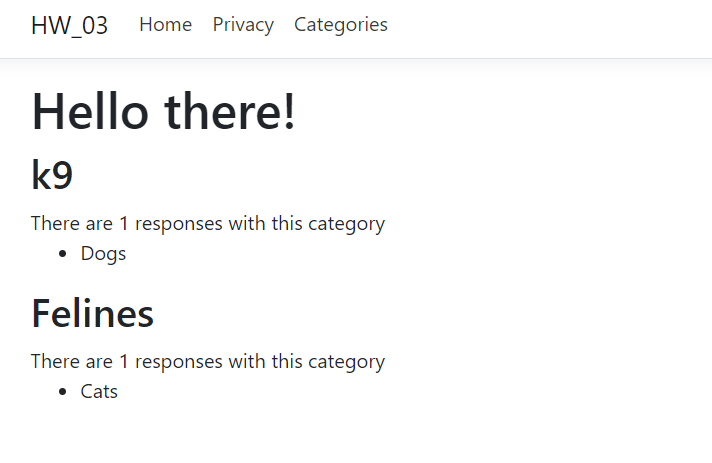 HW_03 Home Privacy Categories
Hello there!
k9
There are 1 responses with this category
Dogs
Felines
There are 1 responses with this category
Cats